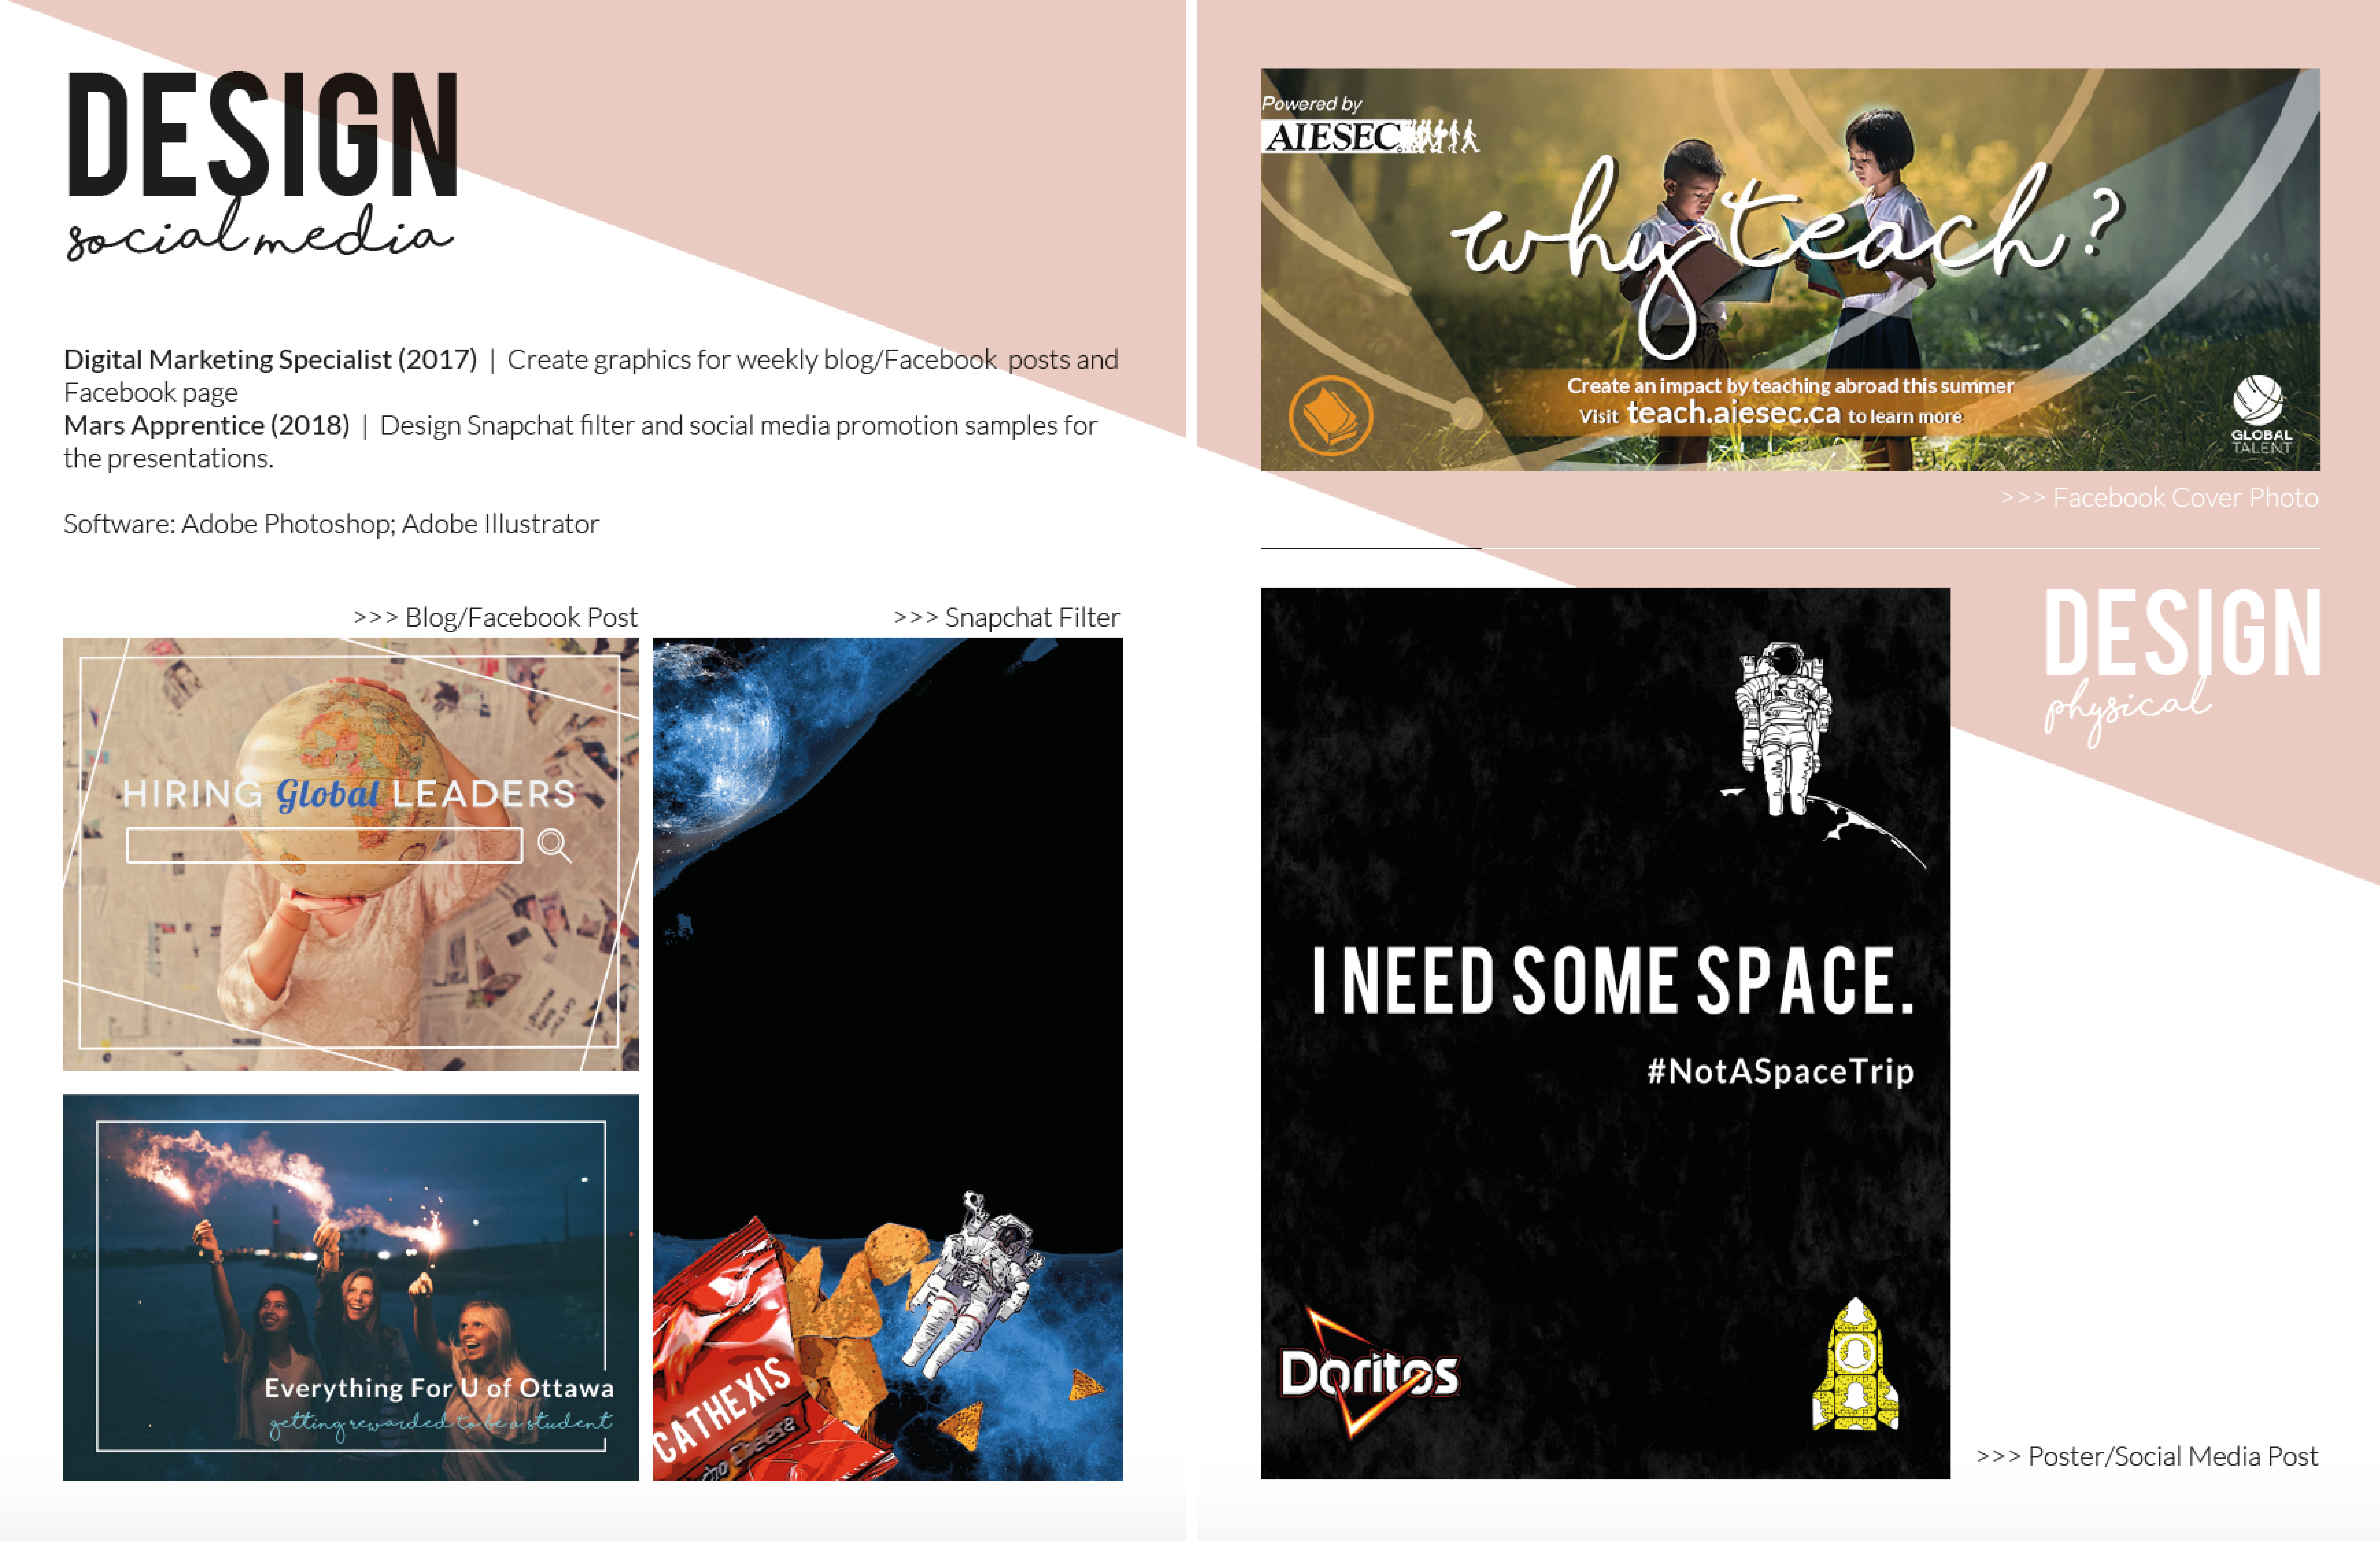 DESIGN
social media
Digital Marketing Specialist (2017) | Create graphics for weekly blog/Facebook posts and
Facebook page
Mars Apprentice (2018) | Design Snapchat filter and social media promotion samples for
the presentations.
Software: Adobe Photoshop; Adobe Illustrator
>>> Blog/Facebook Post
>>> Snapchat Filter
HIRING Global LEADERS
Everything For U of Ottawa
getting rewarded to be a student
CATHEXIS
cho Cheese
Powered by
AIESEC
why teach?
Create an impact by teaching abroad this summer
Visit teach.aiesec.ca to learn more
GLOBAL
TALENT
>>> Facebook Cover Photo
DESIGN
physical
I NEED SOME SPACE.
#NotASpaceTrip
Doritos
>>> Poster/Social Media Post